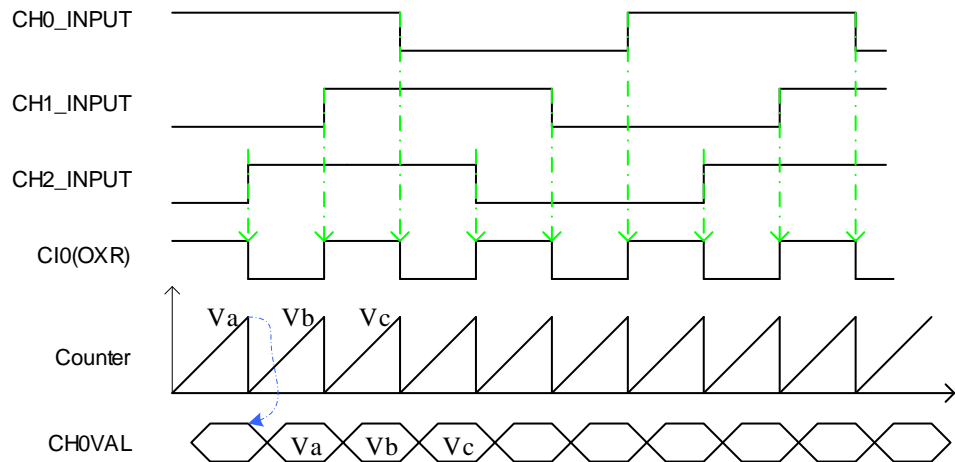 CH0_INPUT
CH1_INPUT
CH2_INPUT
CI0(OXR)
Va Vb Vc
Counter
CH0VAL Va Vb Vc